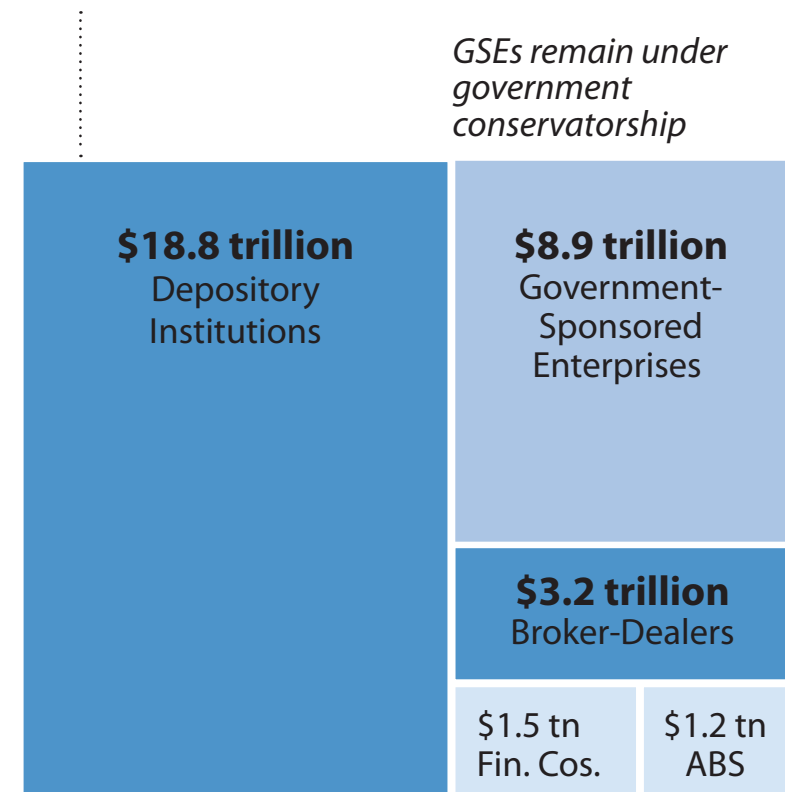 GSEs remain under
government
conservatorship
$18.8 trillion
Depository
Institutions
$8.9 trillion
Government-
Sponsored
Enterprises
$3.2 trillion
Broker-Dealers
$1.5 tn
Fin. Cos.
$1.2 tn
ABS